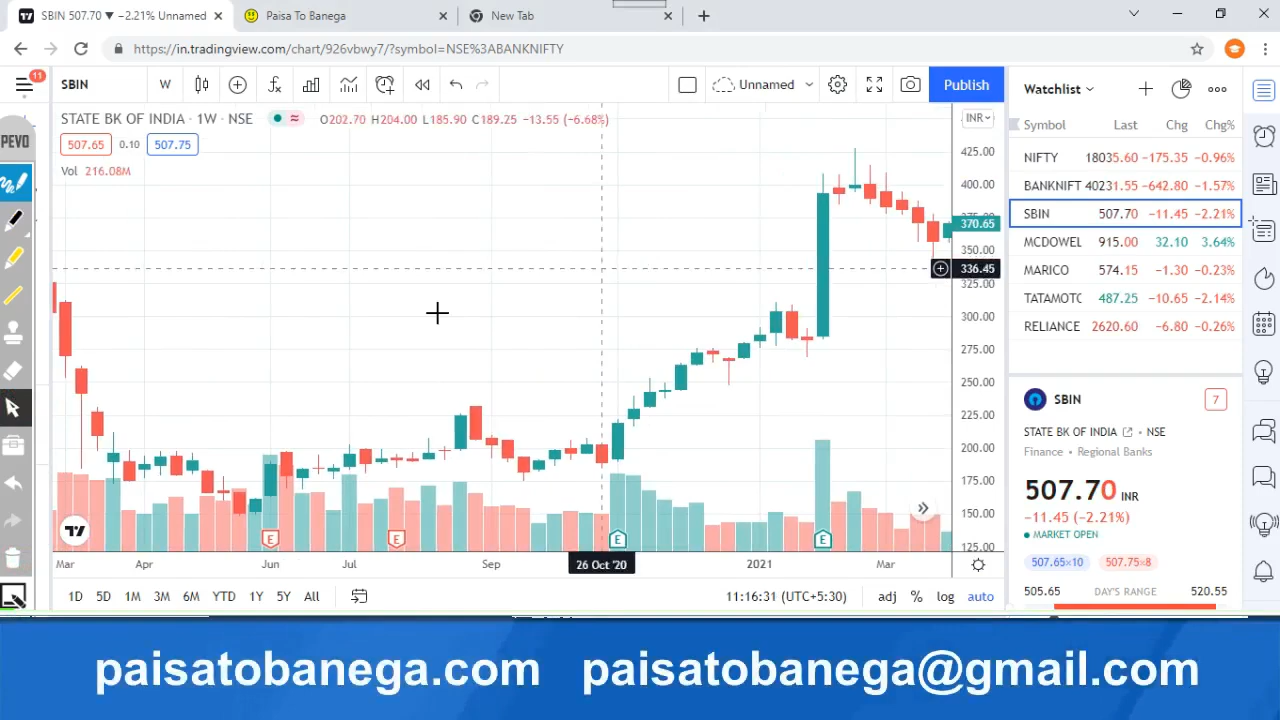 SBIN 507.70 ▼ −2.21% Unnamed
Paisa To Banega
New Tab
https://in.tradingview.com/chart/926vbwy7/?symbol=NSE%3ABANKNIFTY
11
SBIN
W
Unnamed
Publish
Watchlist
STATE BK OF INDIA · 1W · NSE
O202.70 H204.00 L185.90 C189.25 −13.55 (−6.68%)
INR
507.65 0.10 507.75
Vol 216.08M
PEVO
Symbol Last Chg Chg%
NIFTY 18035.60 −175.35 −0.96%
BANKNIFT 40231.55 −642.80 −1.57%
SBIN 507.70 −11.45 −2.21%
MCDOWEL 915.00 32.10 3.64%
MARICO 574.15 −1.30 −0.23%
TATAMOTC 487.25 −10.65 −2.14%
RELIANCE 2620.60 −6.80 −0.26%
425.00
400.00
375.00
370.65
350.00
336.45
325.00
300.00
275.00
250.00
225.00
200.00
175.00
150.00
125.00
E E E E
Mar Apr Jun Jul Sep 26 Oct '20 2021 Mar
1D 5D 1M 3M 6M YTD 1Y 5Y All
11:16:31 (UTC+5:30) adj % log auto
SBIN 7
STATE BK OF INDIA • NSE
Finance • Regional Banks
507.70 INR
−11.45 (−2.21%)
MARKET OPEN
507.65×10 507.75×8
505.65 DAY'S RANGE 520.55
paisatobanega.com paisatobanega@gmail.com